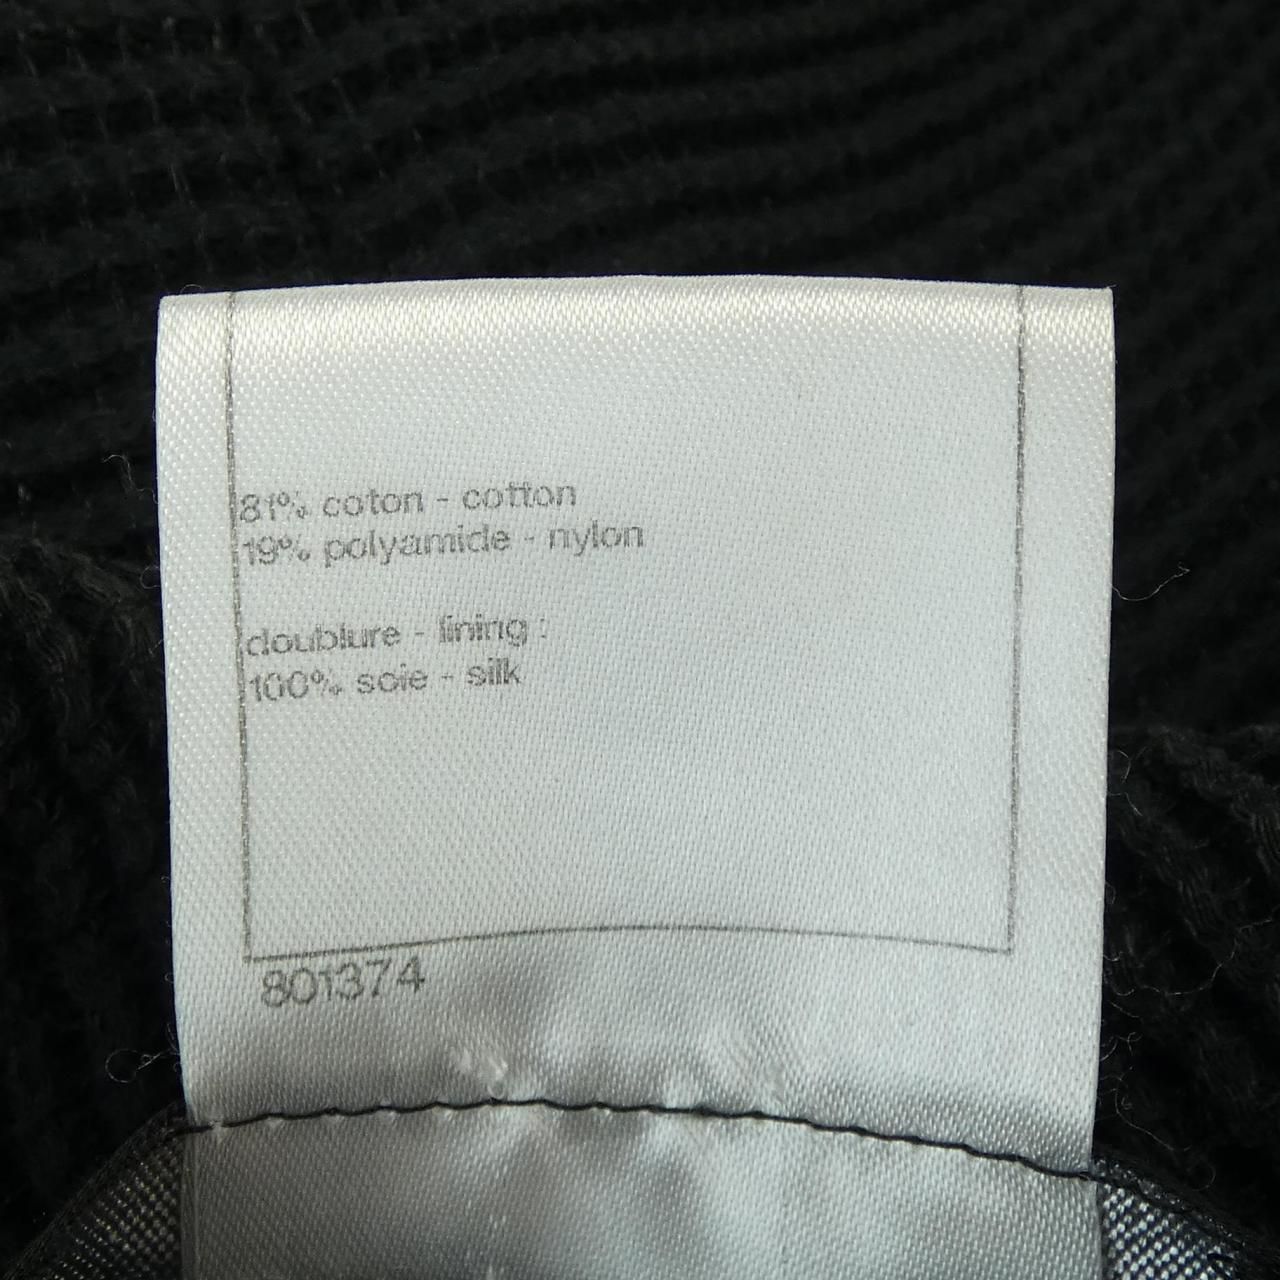 81% coton - cotton
19% polyamide - nylon
doublure - lining :
100% soie - silk
801374